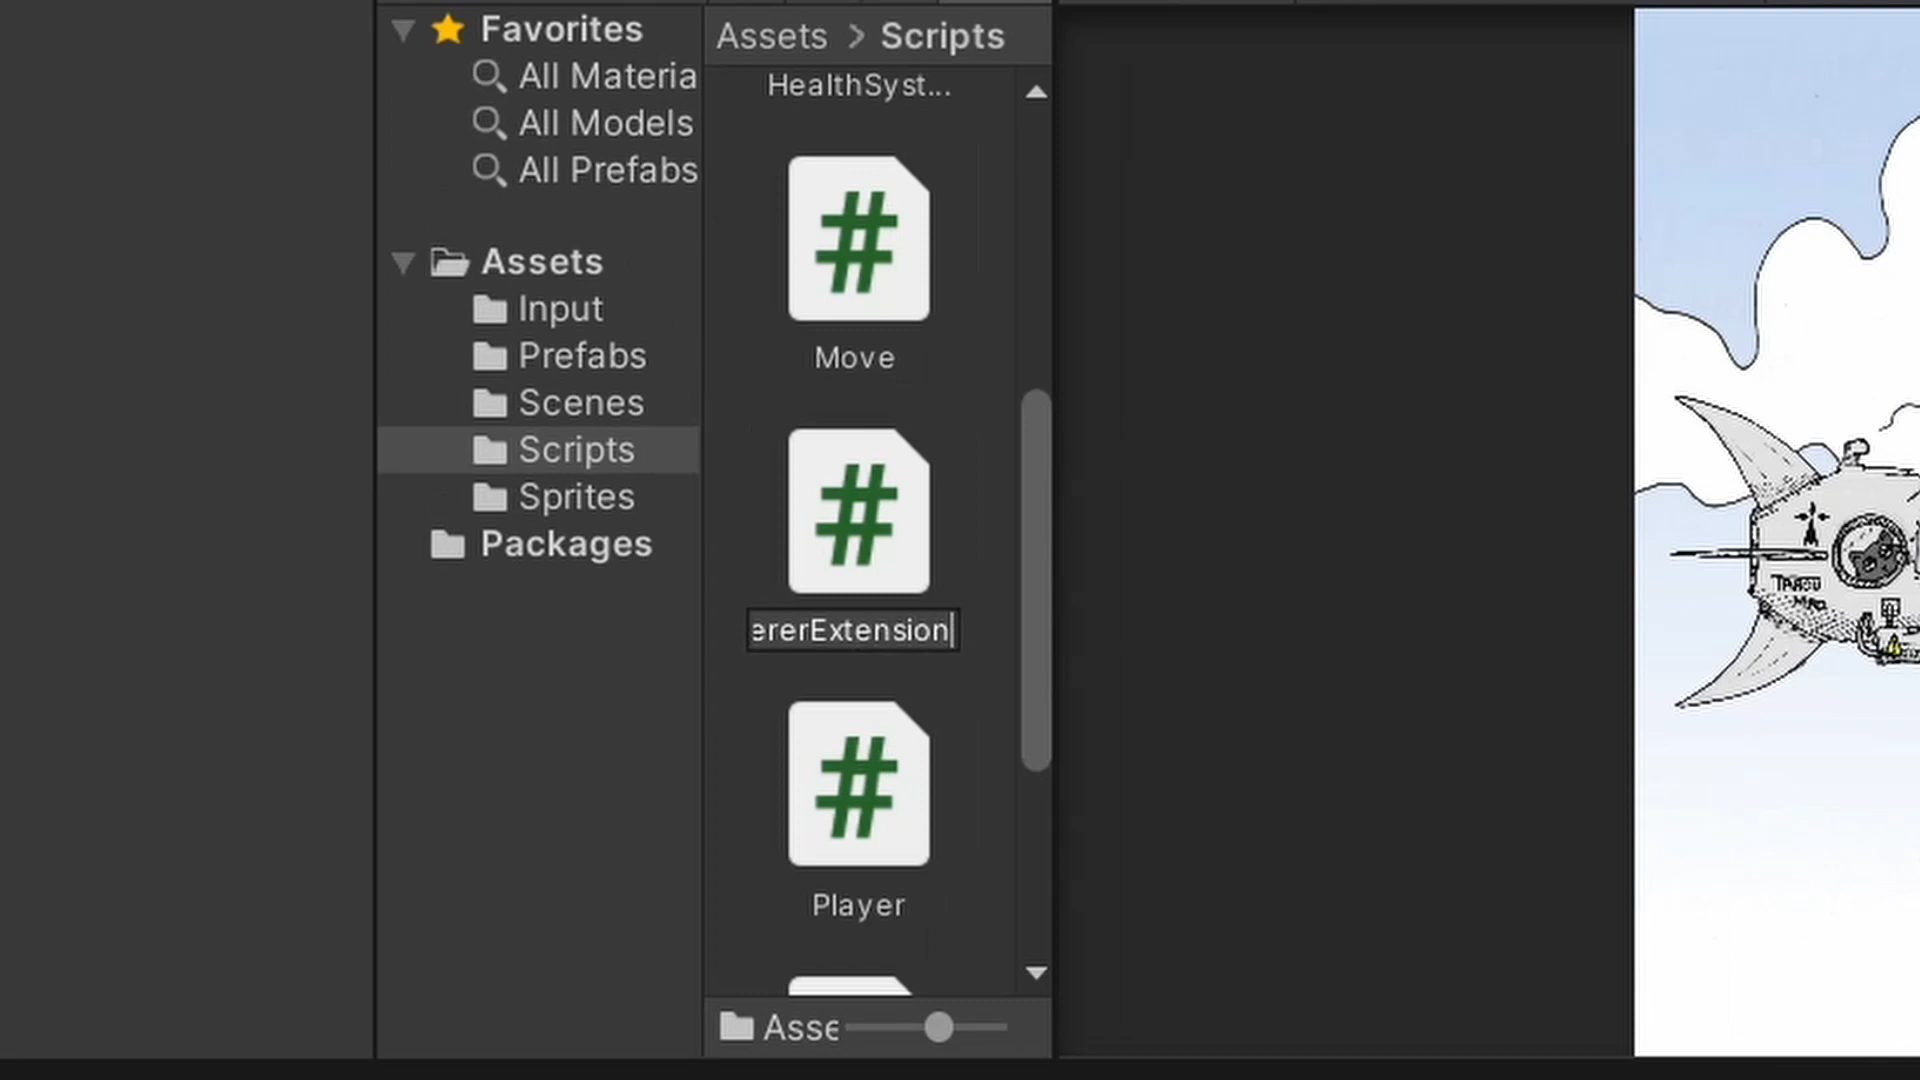 Favorites
All Materia
All Models
All Prefabs
Assets
Input
Prefabs
Scenes
Scripts
Sprites
Packages
Assets > Scripts
HealthSyst...
Move
ererExtension
Player
Asse